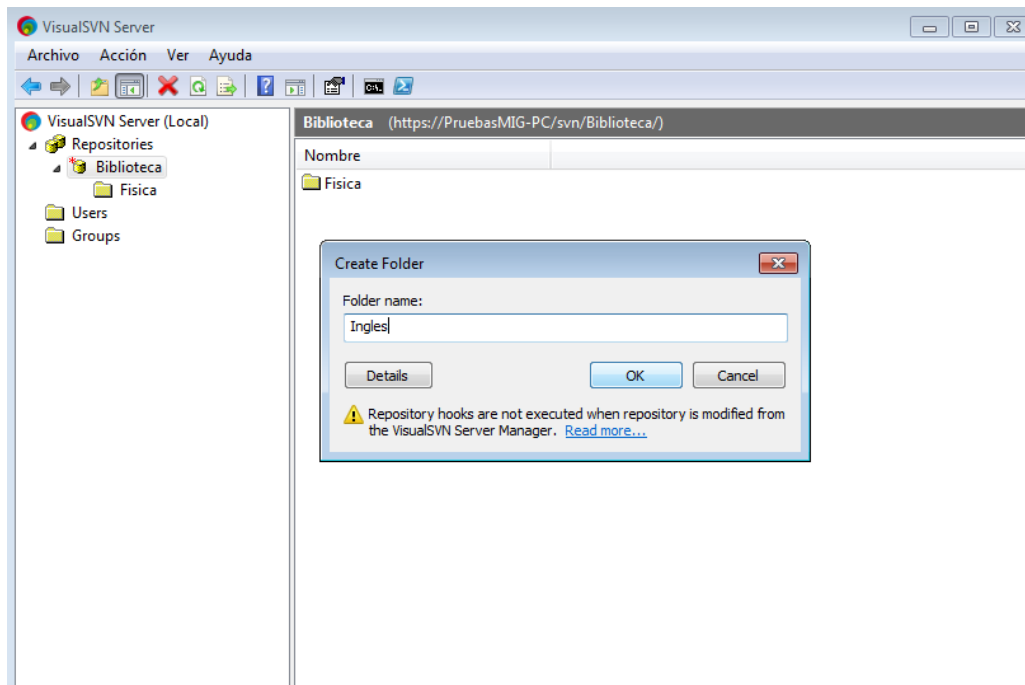 VisualSVN Server
Archivo Acción Ver Ayuda
VisualSVN Server (Local)
Repositories
Biblioteca
Fisica
Users
Groups
Biblioteca (https://PruebasMIG-PC/svn/Biblioteca/)
Nombre
Fisica
Create Folder
Folder name:
Ingles
Details OK Cancel
Repository hooks are not executed when repository is modified from
the VisualSVN Server Manager. Read more...